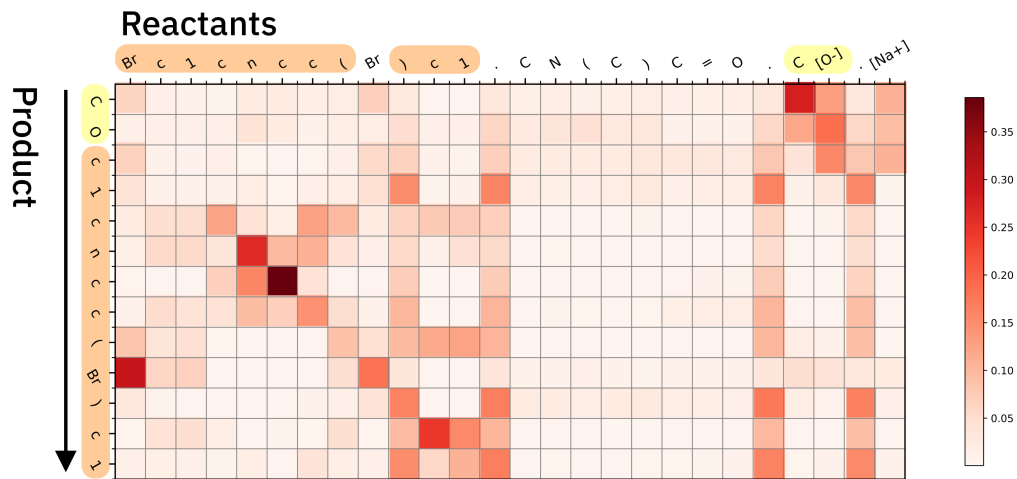 Reactants
Br c 1 c n c c ( Br ) c 1 . C N ( C ) C = O . C [O-] . [Na+]
Product
C
O
c
1
c
n
c
c
(
Br
)
c
1
0.35
0.30
0.25
0.20
0.15
0.10
0.05